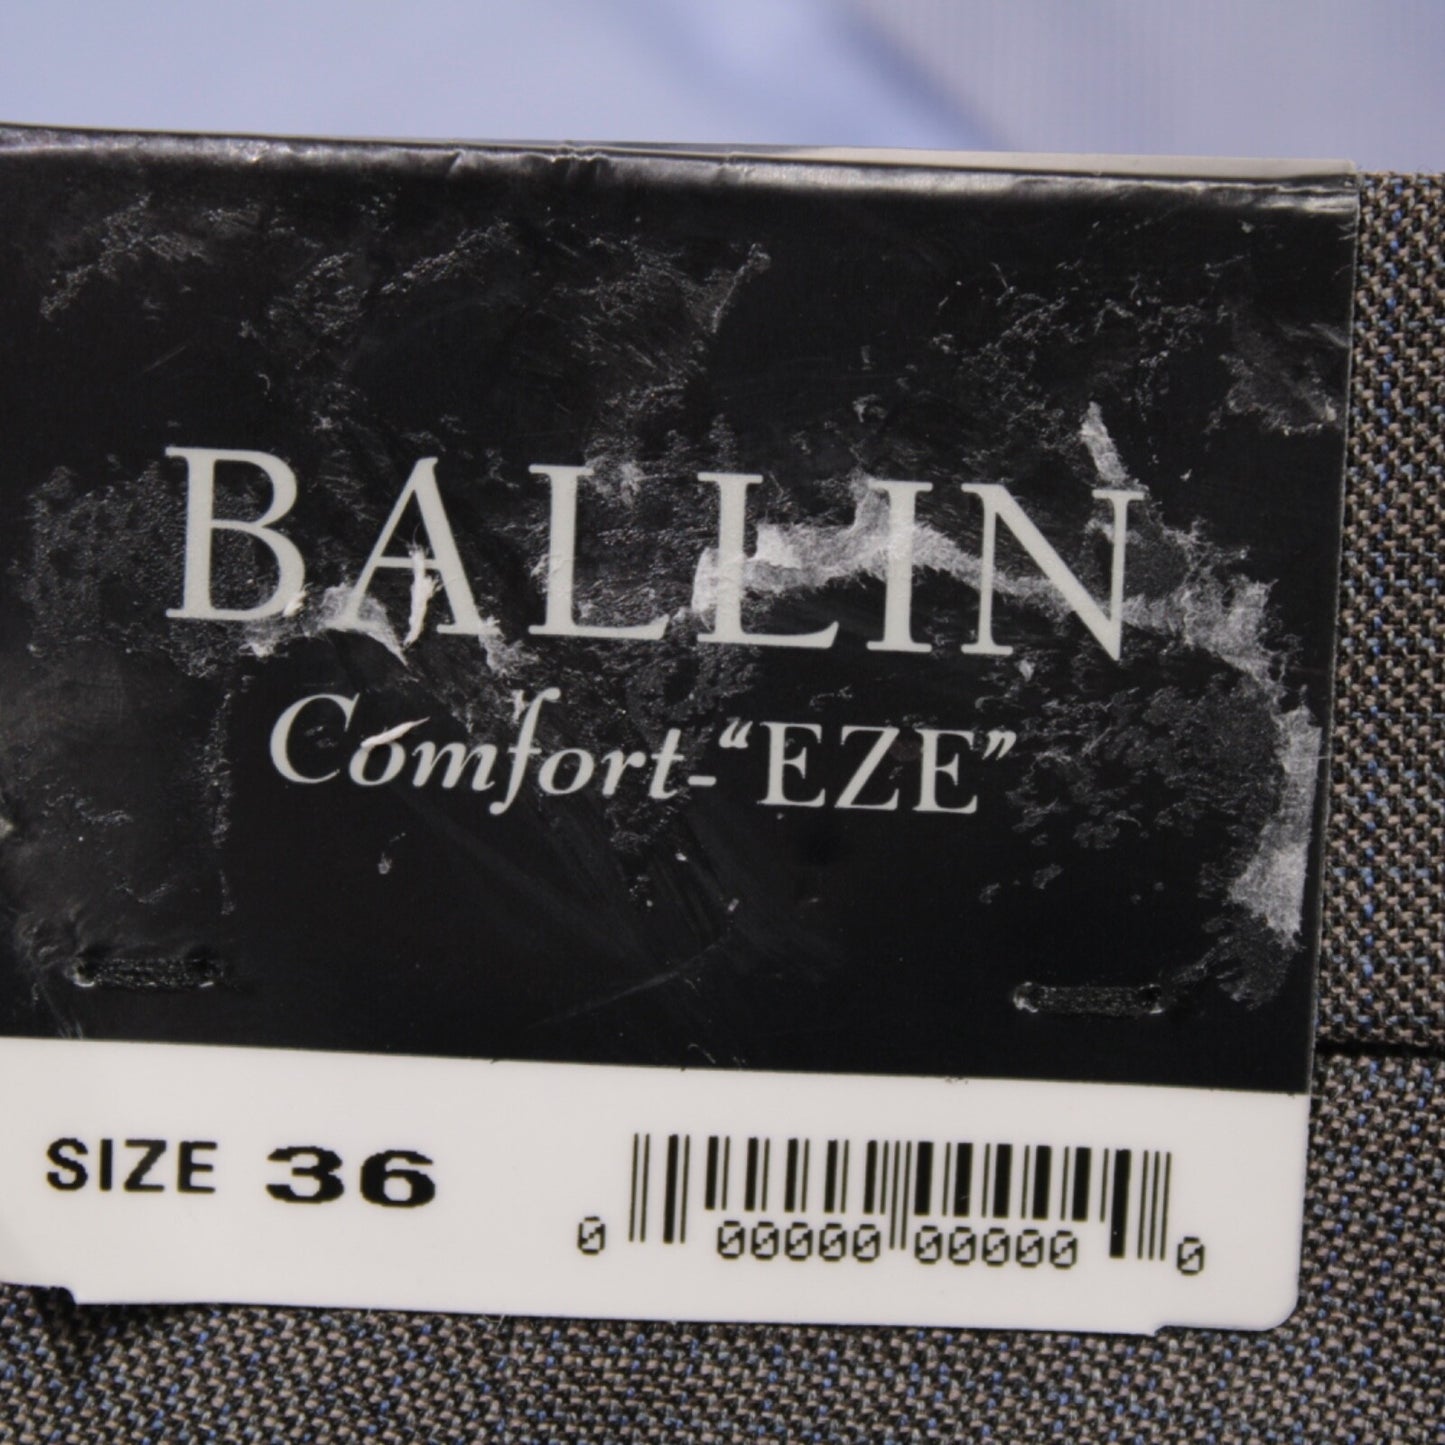 BALLIN
Comfort-“EZE”
SIZE 36
0 00000 00000 0